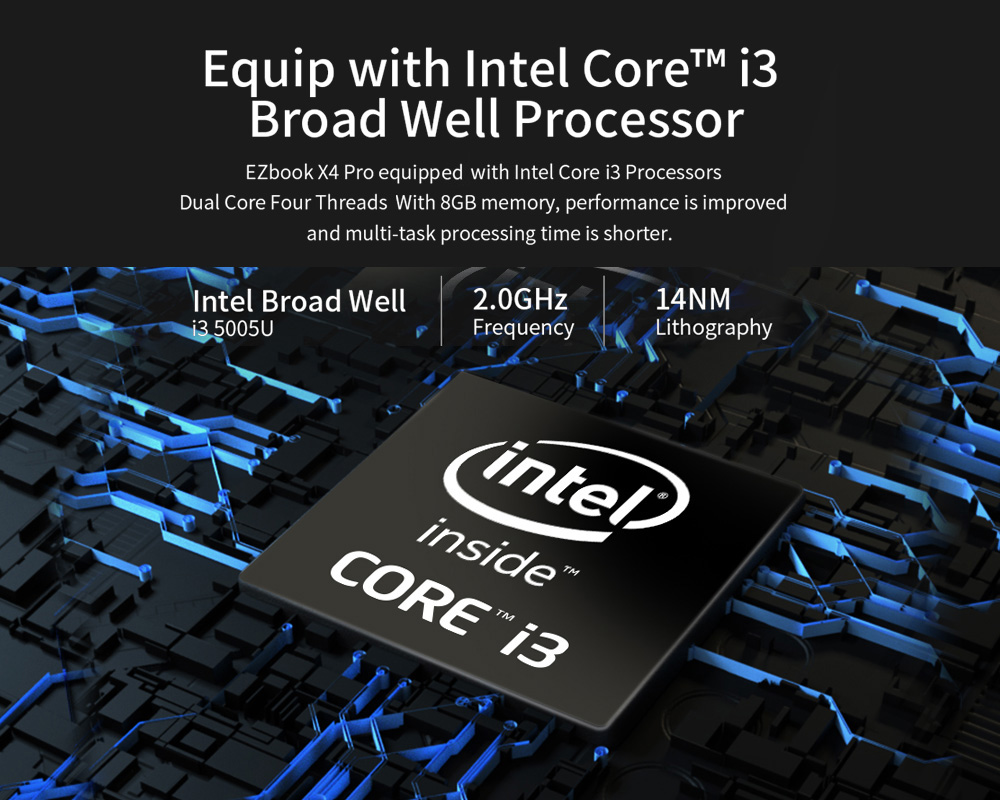 Equip with Intel Core™ i3
Broad Well Processor
EZbook X4 Pro equipped with Intel Core i3 Processors
Dual Core Four Threads With 8GB memory, performance is improved
and multi-task processing time is shorter.
Intel Broad Well
i3 5005U
2.0GHz
Frequency
14NM
Lithography
intel®
inside™
CORE™ i3